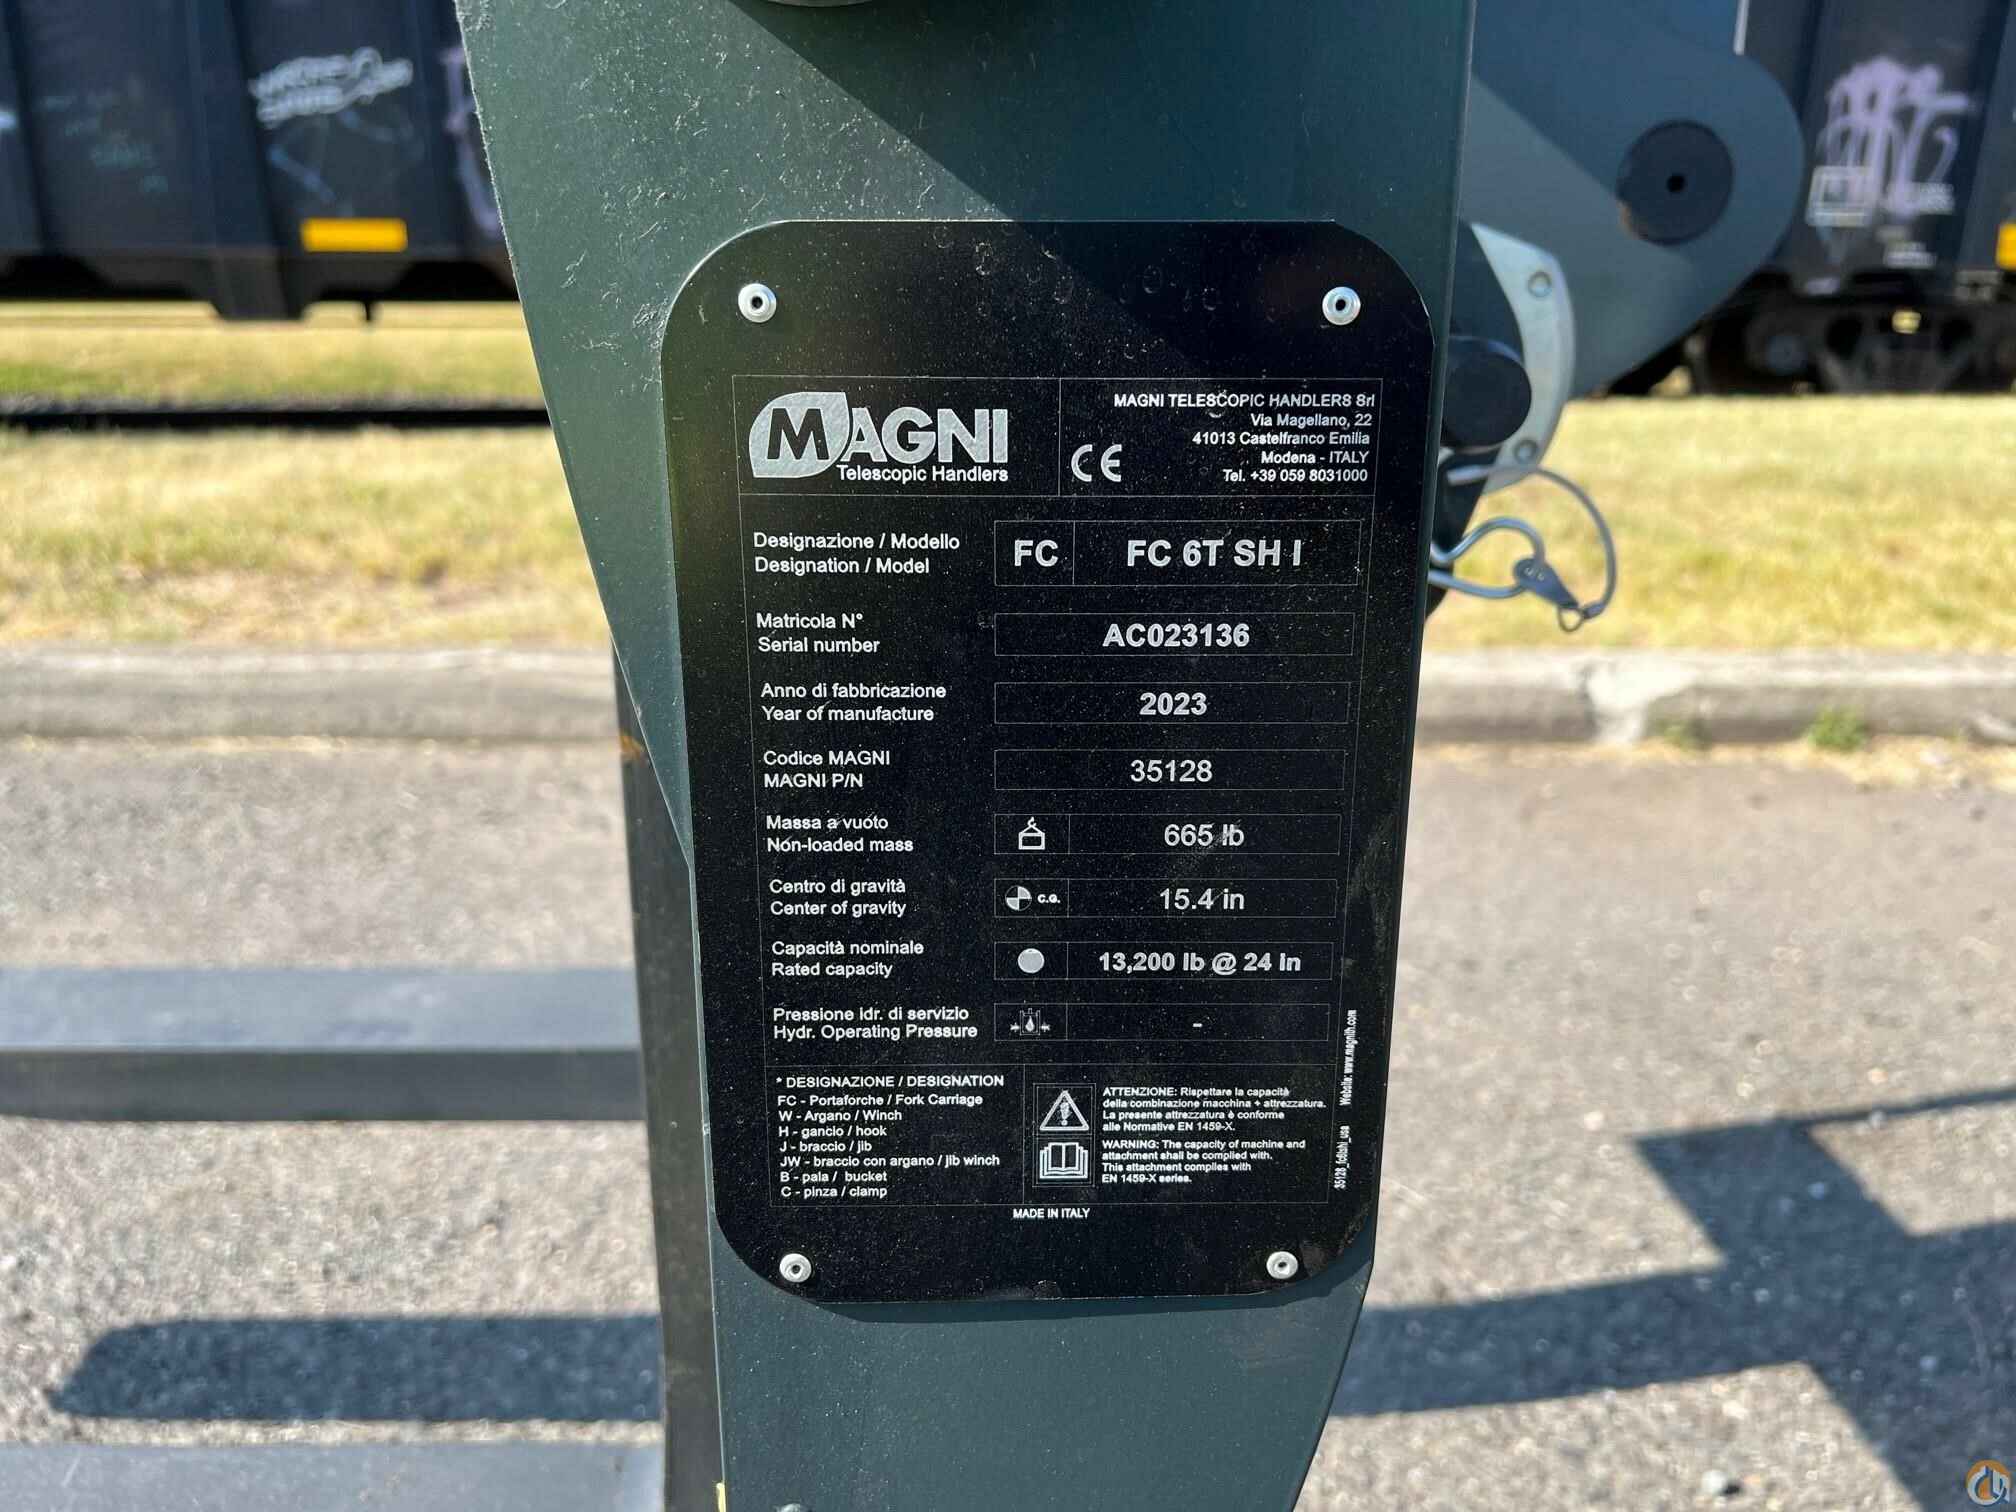 MAGNI
Telescopic Handlers
CE
MAGNI TELESCOPIC HANDLERS Srl
Via Magellano, 22
41013 Castelfranco Emilia
Modena - ITALY
Tel. +39 059 8031000
Designazione / Modello
Designation / Model
FC FC 6T SH I
Matricola N°
Serial number
AC023136
Anno di fabbricazione
Year of manufacture
2023
Codice MAGNI
MAGNI P/N
35128
Massa a vuoto
Non-loaded mass
665 lb
Centro di gravità
Center of gravity
C.G. 15.4 in
Capacità nominale
Rated capacity
13,200 lb @ 24 in
Pressione idr. di servizio
Hydr. Operating Pressure
-
* DESIGNAZIONE / DESIGNATION
FC - Portaforche / Fork Carriage
W - Argano / Winch
H - gancio / hook
J - braccio / jib
JW - braccio con argano / jib winch
B - pala / bucket
C - pinza / clamp
ATTENZIONE: Rispettare la capacità
della combinazione macchina + attrezzatura.
La presente attrezzatura è conforme
alle Normative EN 1459-X.
WARNING: The capacity of machine and
attachment shall be complied with.
This attachment complies with
EN 1459-X series.
Website: www.magnith.com
MADE IN ITALY